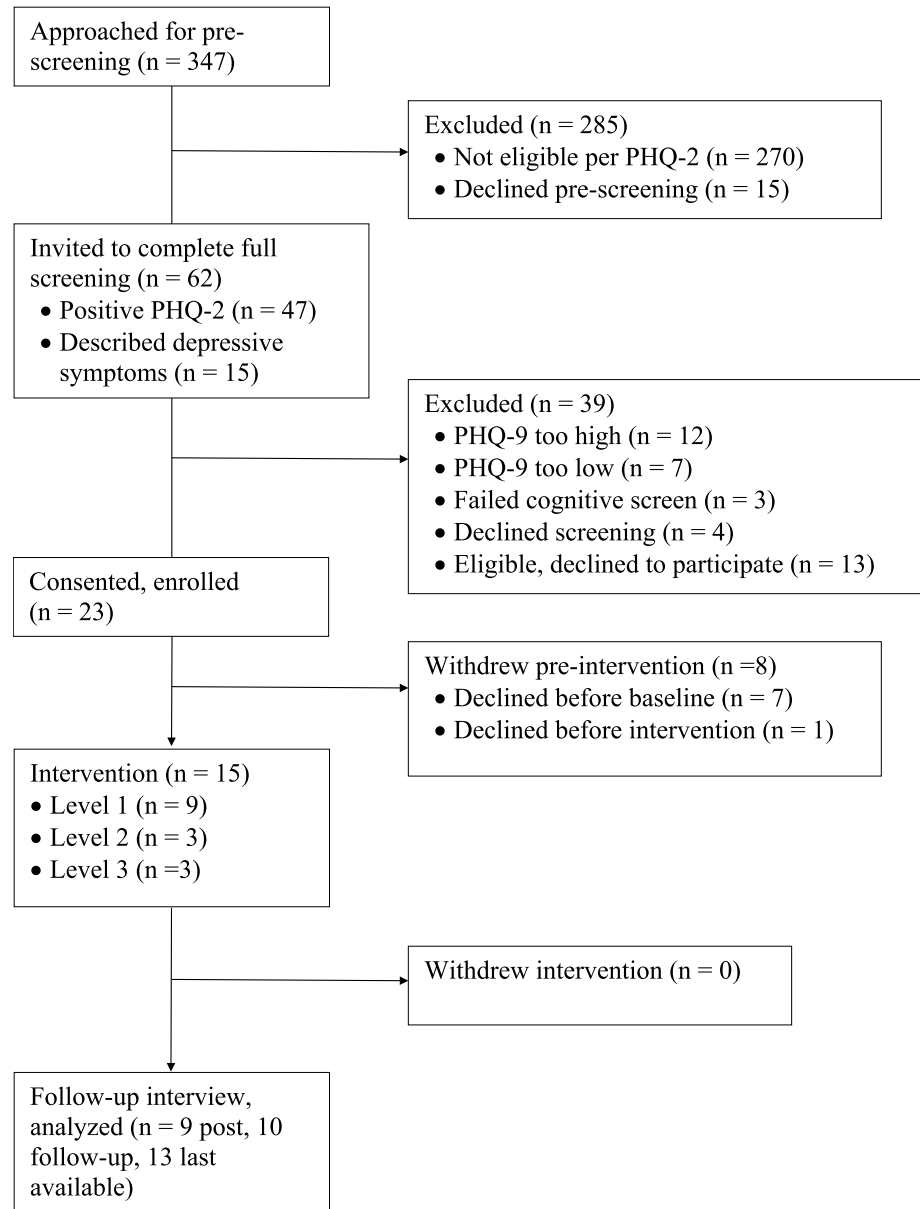 Approached for pre-
screening (n = 347)
Excluded (n = 285)
• Not eligible per PHQ-2 (n = 270)
• Declined pre-screening (n = 15)
Invited to complete full
screening (n = 62)
• Positive PHQ-2 (n = 47)
• Described depressive
symptoms (n = 15)
Excluded (n = 39)
• PHQ-9 too high (n = 12)
• PHQ-9 too low (n = 7)
• Failed cognitive screen (n = 3)
• Declined screening (n = 4)
• Eligible, declined to participate (n = 13)
Consented, enrolled
(n = 23)
Withdrew pre-intervention (n =8)
• Declined before baseline (n = 7)
• Declined before intervention (n = 1)
Intervention (n = 15)
• Level 1 (n = 9)
• Level 2 (n = 3)
• Level 3 (n =3)
Withdrew intervention (n = 0)
Follow-up interview,
analyzed (n = 9 post, 10
follow-up, 13 last
available)